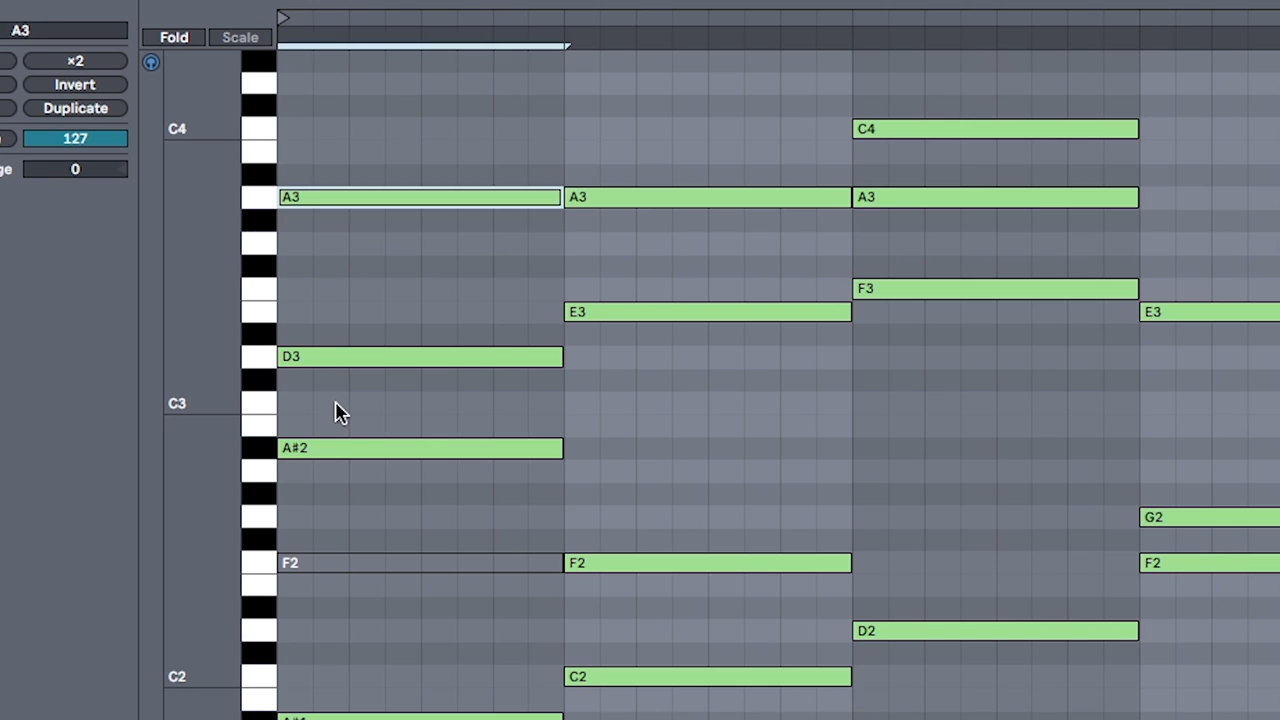 A3
Fold
Scale
×2
Invert
Duplicate
127
ge
0
C4
C4
A3
A3
A3
F3
E3
E3
D3
C3
A#2
G2
F2
F2
F2
D2
C2
C2
A#1